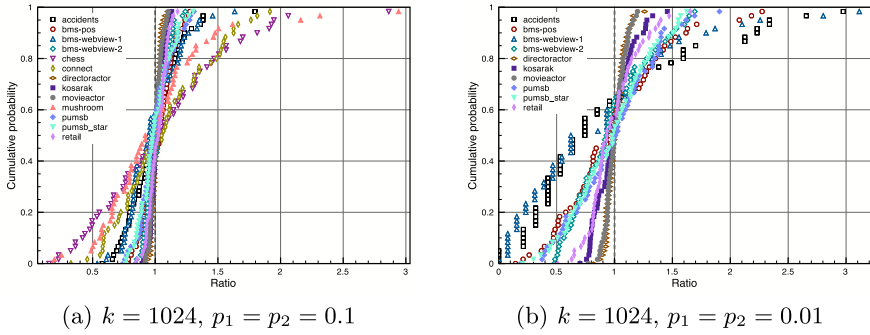 1
0.8
0.6
0.4
0.2
0
Cumulative probability
accidents
bms-pos
bms-webview-1
bms-webview-2
chess
connect
directoractor
kosarak
movieactor
mushroom
pumsb
pumsb_star
retail
0.5
1
1.5
2
2.5
3
Ratio
(a) k = 1024, p₁ = p₂ = 0.1
1
0.8
0.6
0.4
0.2
0
Cumulative probability
accidents
bms-pos
bms-webview-1
bms-webview-2
directoractor
kosarak
movieactor
pumsb
pumsb_star
retail
0
0.5
1
1.5
2
2.5
3
Ratio
(b) k = 1024, p₁ = p₂ = 0.01